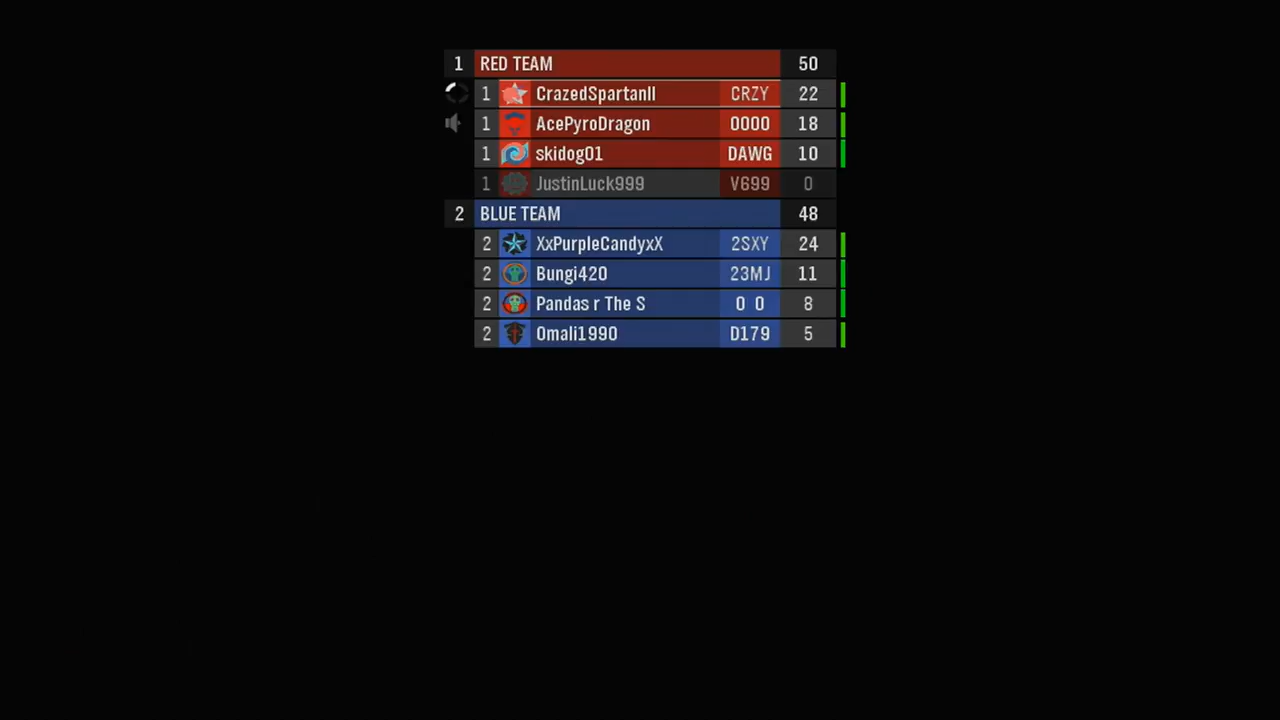 1 RED TEAM 50
1 CrazedSpartanII CRZY 22
1 AcePyroDragon 0000 18
1 skidog01 DAWG 10
1 JustinLuck999 V699 0
2 BLUE TEAM 48
2 XxPurpleCandyxX 2SXY 24
2 Bungi420 23MJ 11
2 Pandas r The S 0 0 8
2 Omali1990 D179 5